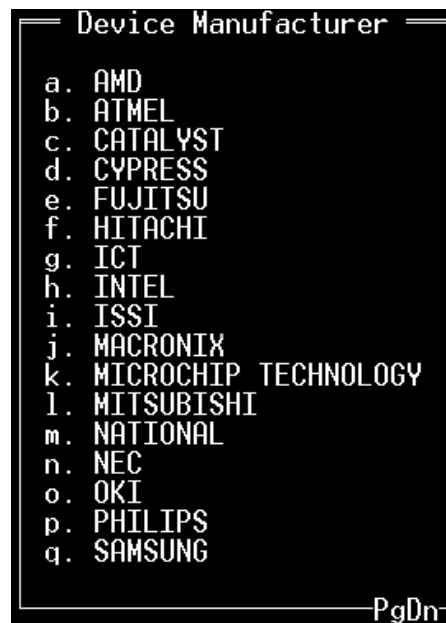 Device Manufacturer
a. AMD
b. ATMEL
c. CATALYST
d. CYPRESS
e. FUJITSU
f. HITACHI
g. ICT
h. INTEL
i. ISSI
j. MACRONIX
k. MICROCHIP TECHNOLOGY
l. MITSUBISHI
m. NATIONAL
n. NEC
o. OKI
p. PHILIPS
q. SAMSUNG
PgDn